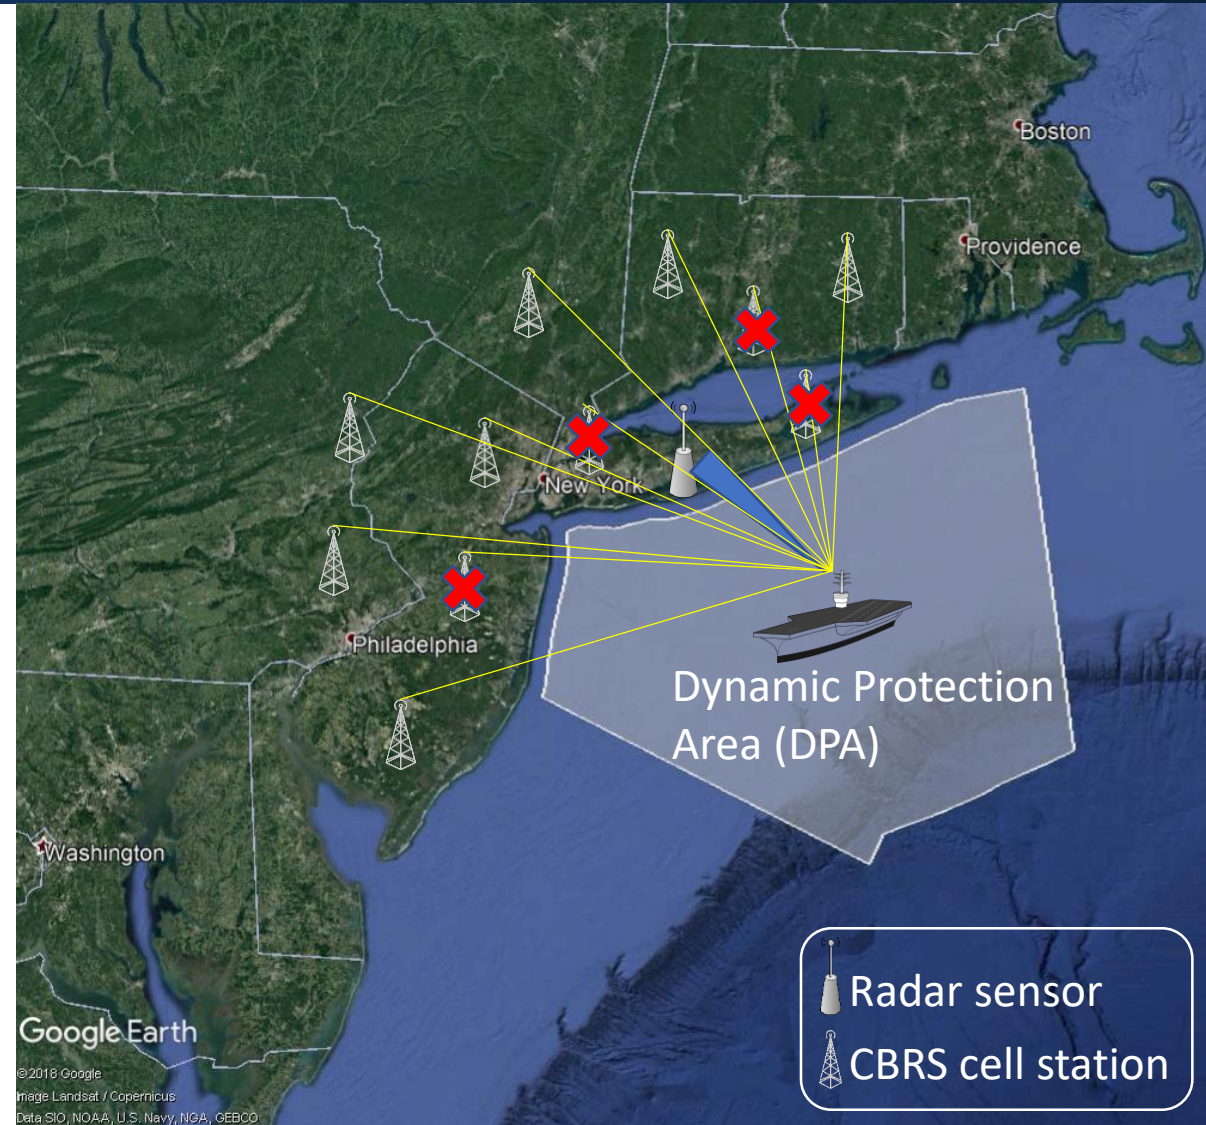 Boston
Providence
New York
Philadelphia
Dynamic Protection
Area (DPA)
Washington
Radar sensor
CBRS cell station
Google Earth
©2018 Google
Image Landsat / Copernicus
Data SIO, NOAA, U.S. Navy, NGA, GEBCO